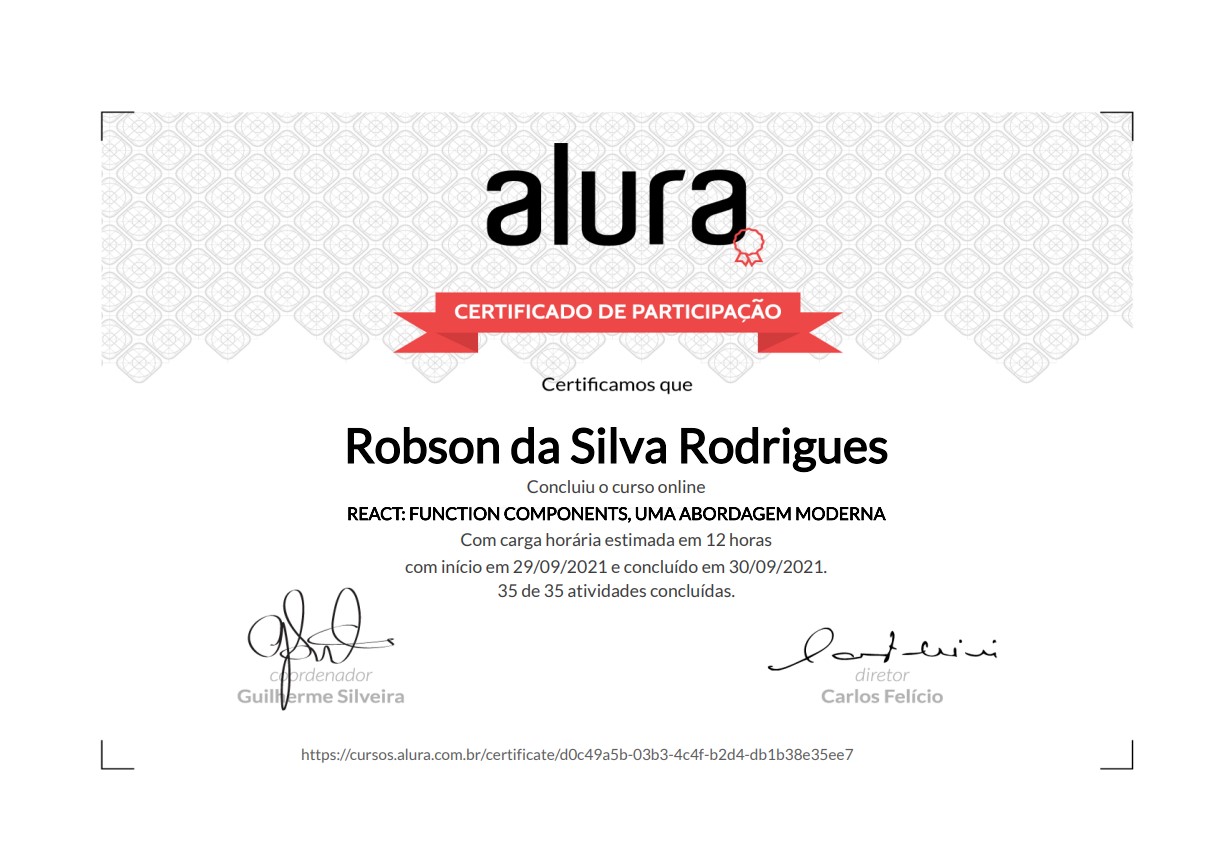 alura
CERTIFICADO DE PARTICIPAÇÃO
Certificamos que
Robson da Silva Rodrigues
Concluiu o curso online
REACT: FUNCTION COMPONENTS, UMA ABORDAGEM MODERNA
Com carga horária estimada em 12 horas
com início em 29/09/2021 e concluído em 30/09/2021.
35 de 35 atividades concluídas.
coordenador
Guilherme Silveira
diretor
Carlos Felício
https://cursos.alura.com.br/certificate/d0c49a5b-03b3-4c4f-b2d4-db1b38e35ee7